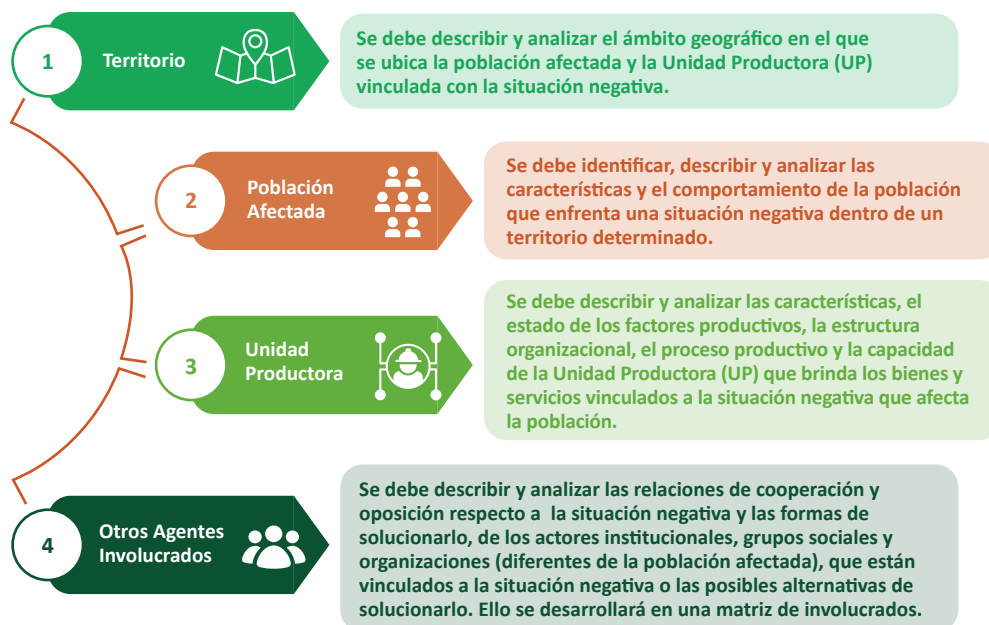 1
Territorio
Se debe describir y analizar el ámbito geográfico en el que
se ubica la población afectada y la Unidad Productora (UP)
vinculada con la situación negativa.
2
Población
Afectada
Se debe identificar, describir y analizar las
características y el comportamiento de la población
que enfrenta una situación negativa dentro de un
territorio determinado.
3
Unidad
Productora
Se debe describir y analizar las características, el
estado de los factores productivos, la estructura
organizacional, el proceso productivo y la capacidad
de la Unidad Productora (UP) que brinda los bienes y
servicios vinculados a la situación negativa que afecta
la población.
4
Otros Agentes
Involucrados
Se debe describir y analizar las relaciones de cooperación y
oposición respecto a la situación negativa y las formas de
solucionarlo, de los actores institucionales, grupos sociales y
organizaciones (diferentes de la población afectada), que están
vinculados a la situación negativa o las posibles alternativas de
solucionarlo. Ello se desarrollará en una matriz de involucrados.